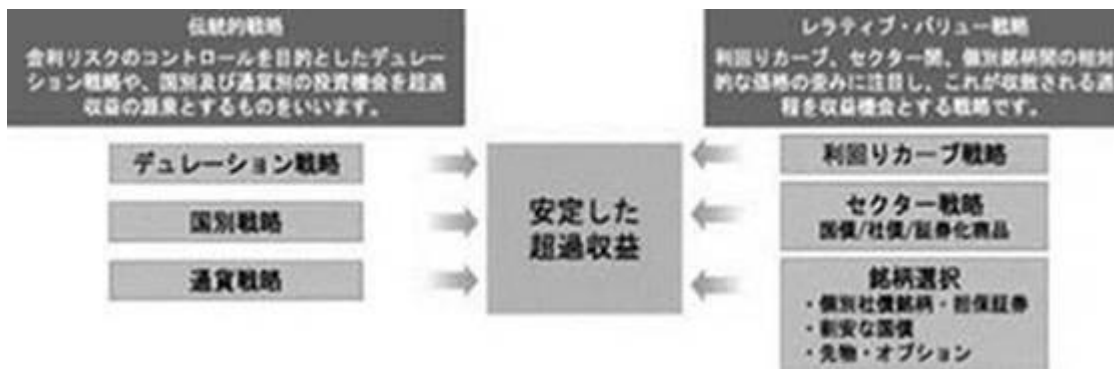 伝統的戦略
金利リスクのコントロールを目的としたデュレー
ション戦略や、国別及び通貨別の投資機会を超過
収益の源泉とするものをいいます。
デュレーション戦略
国別戦略
通貨戦略
安定した
超過収益
レラティブ・バリュー戦略
利回りカーブ、セクター間、個別銘柄間の相対
的な価格の歪みに注目し、これが収斂される過
程を収益機会とする戦略です。
利回りカーブ戦略
セクター戦略
国債/社債/証券化商品
銘柄選択
・個別社債銘柄・担保証券
・割安な国債
・先物・オプション